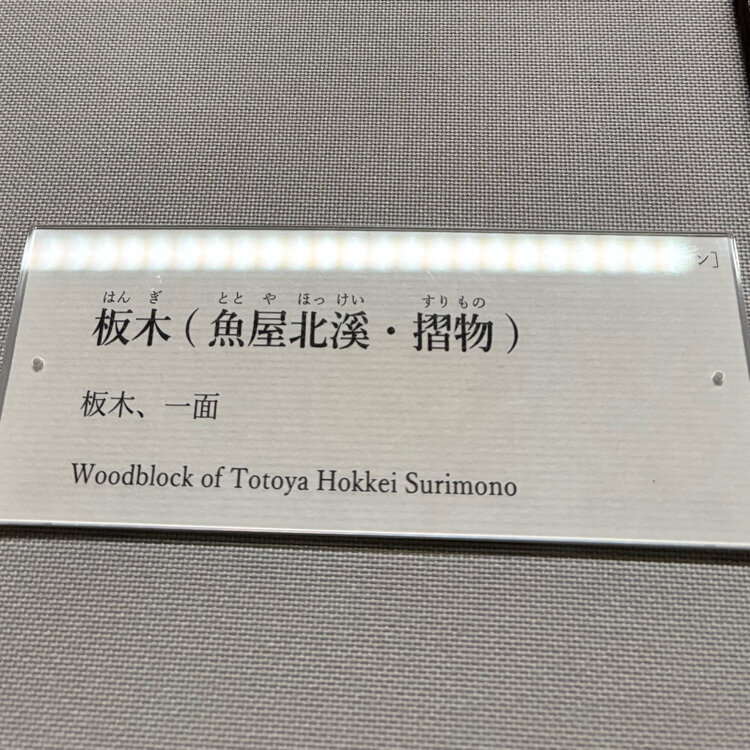 ン]
はん ぎ とと や ほっ けい すり もの
板木(魚屋北溪・摺物)
板木、一面
Woodblock of Totoya Hokkei Surimono